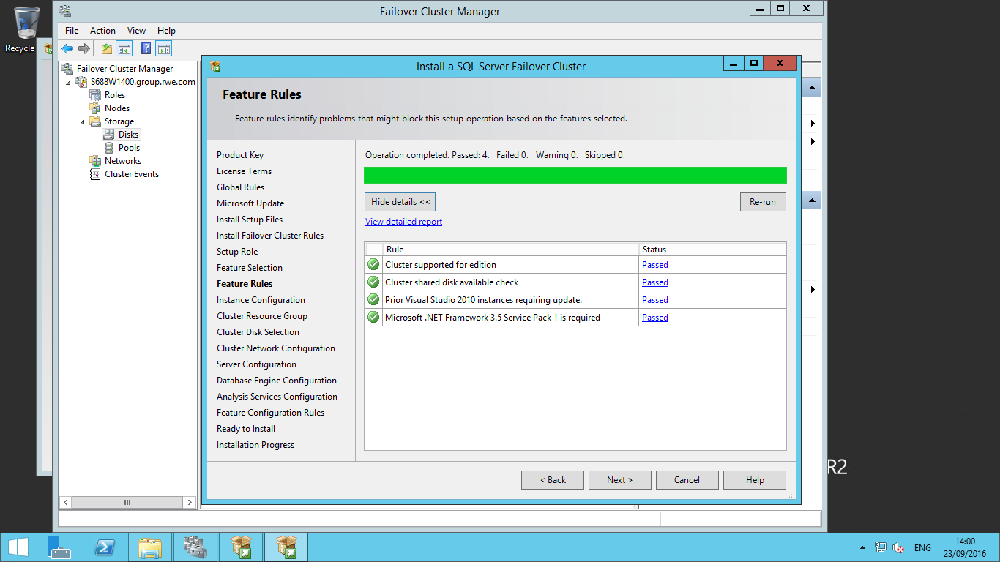 Recycle
Failover Cluster Manager
File Action View Help
Failover Cluster Manager
S688W1400.group.rwe.com
Roles
Nodes
Storage
Disks
Pools
Networks
Cluster Events
Install a SQL Server Failover Cluster
Feature Rules
Feature rules identify problems that might block this setup operation based on the features selected.
Product Key
License Terms
Global Rules
Microsoft Update
Install Setup Files
Install Failover Cluster Rules
Setup Role
Feature Selection
Feature Rules
Instance Configuration
Cluster Resource Group
Cluster Disk Selection
Cluster Network Configuration
Server Configuration
Database Engine Configuration
Analysis Services Configuration
Feature Configuration Rules
Ready to Install
Installation Progress
Operation completed. Passed: 4. Failed 0. Warning 0. Skipped 0.
Hide details <<
Re-run
View detailed report
Rule Status
Cluster supported for edition Passed
Cluster shared disk available check Passed
Prior Visual Studio 2010 instances requiring update. Passed
Microsoft .NET Framework 3.5 Service Pack 1 is required Passed
< Back Next > Cancel Help
R2
ENG
14:00
23/09/2016